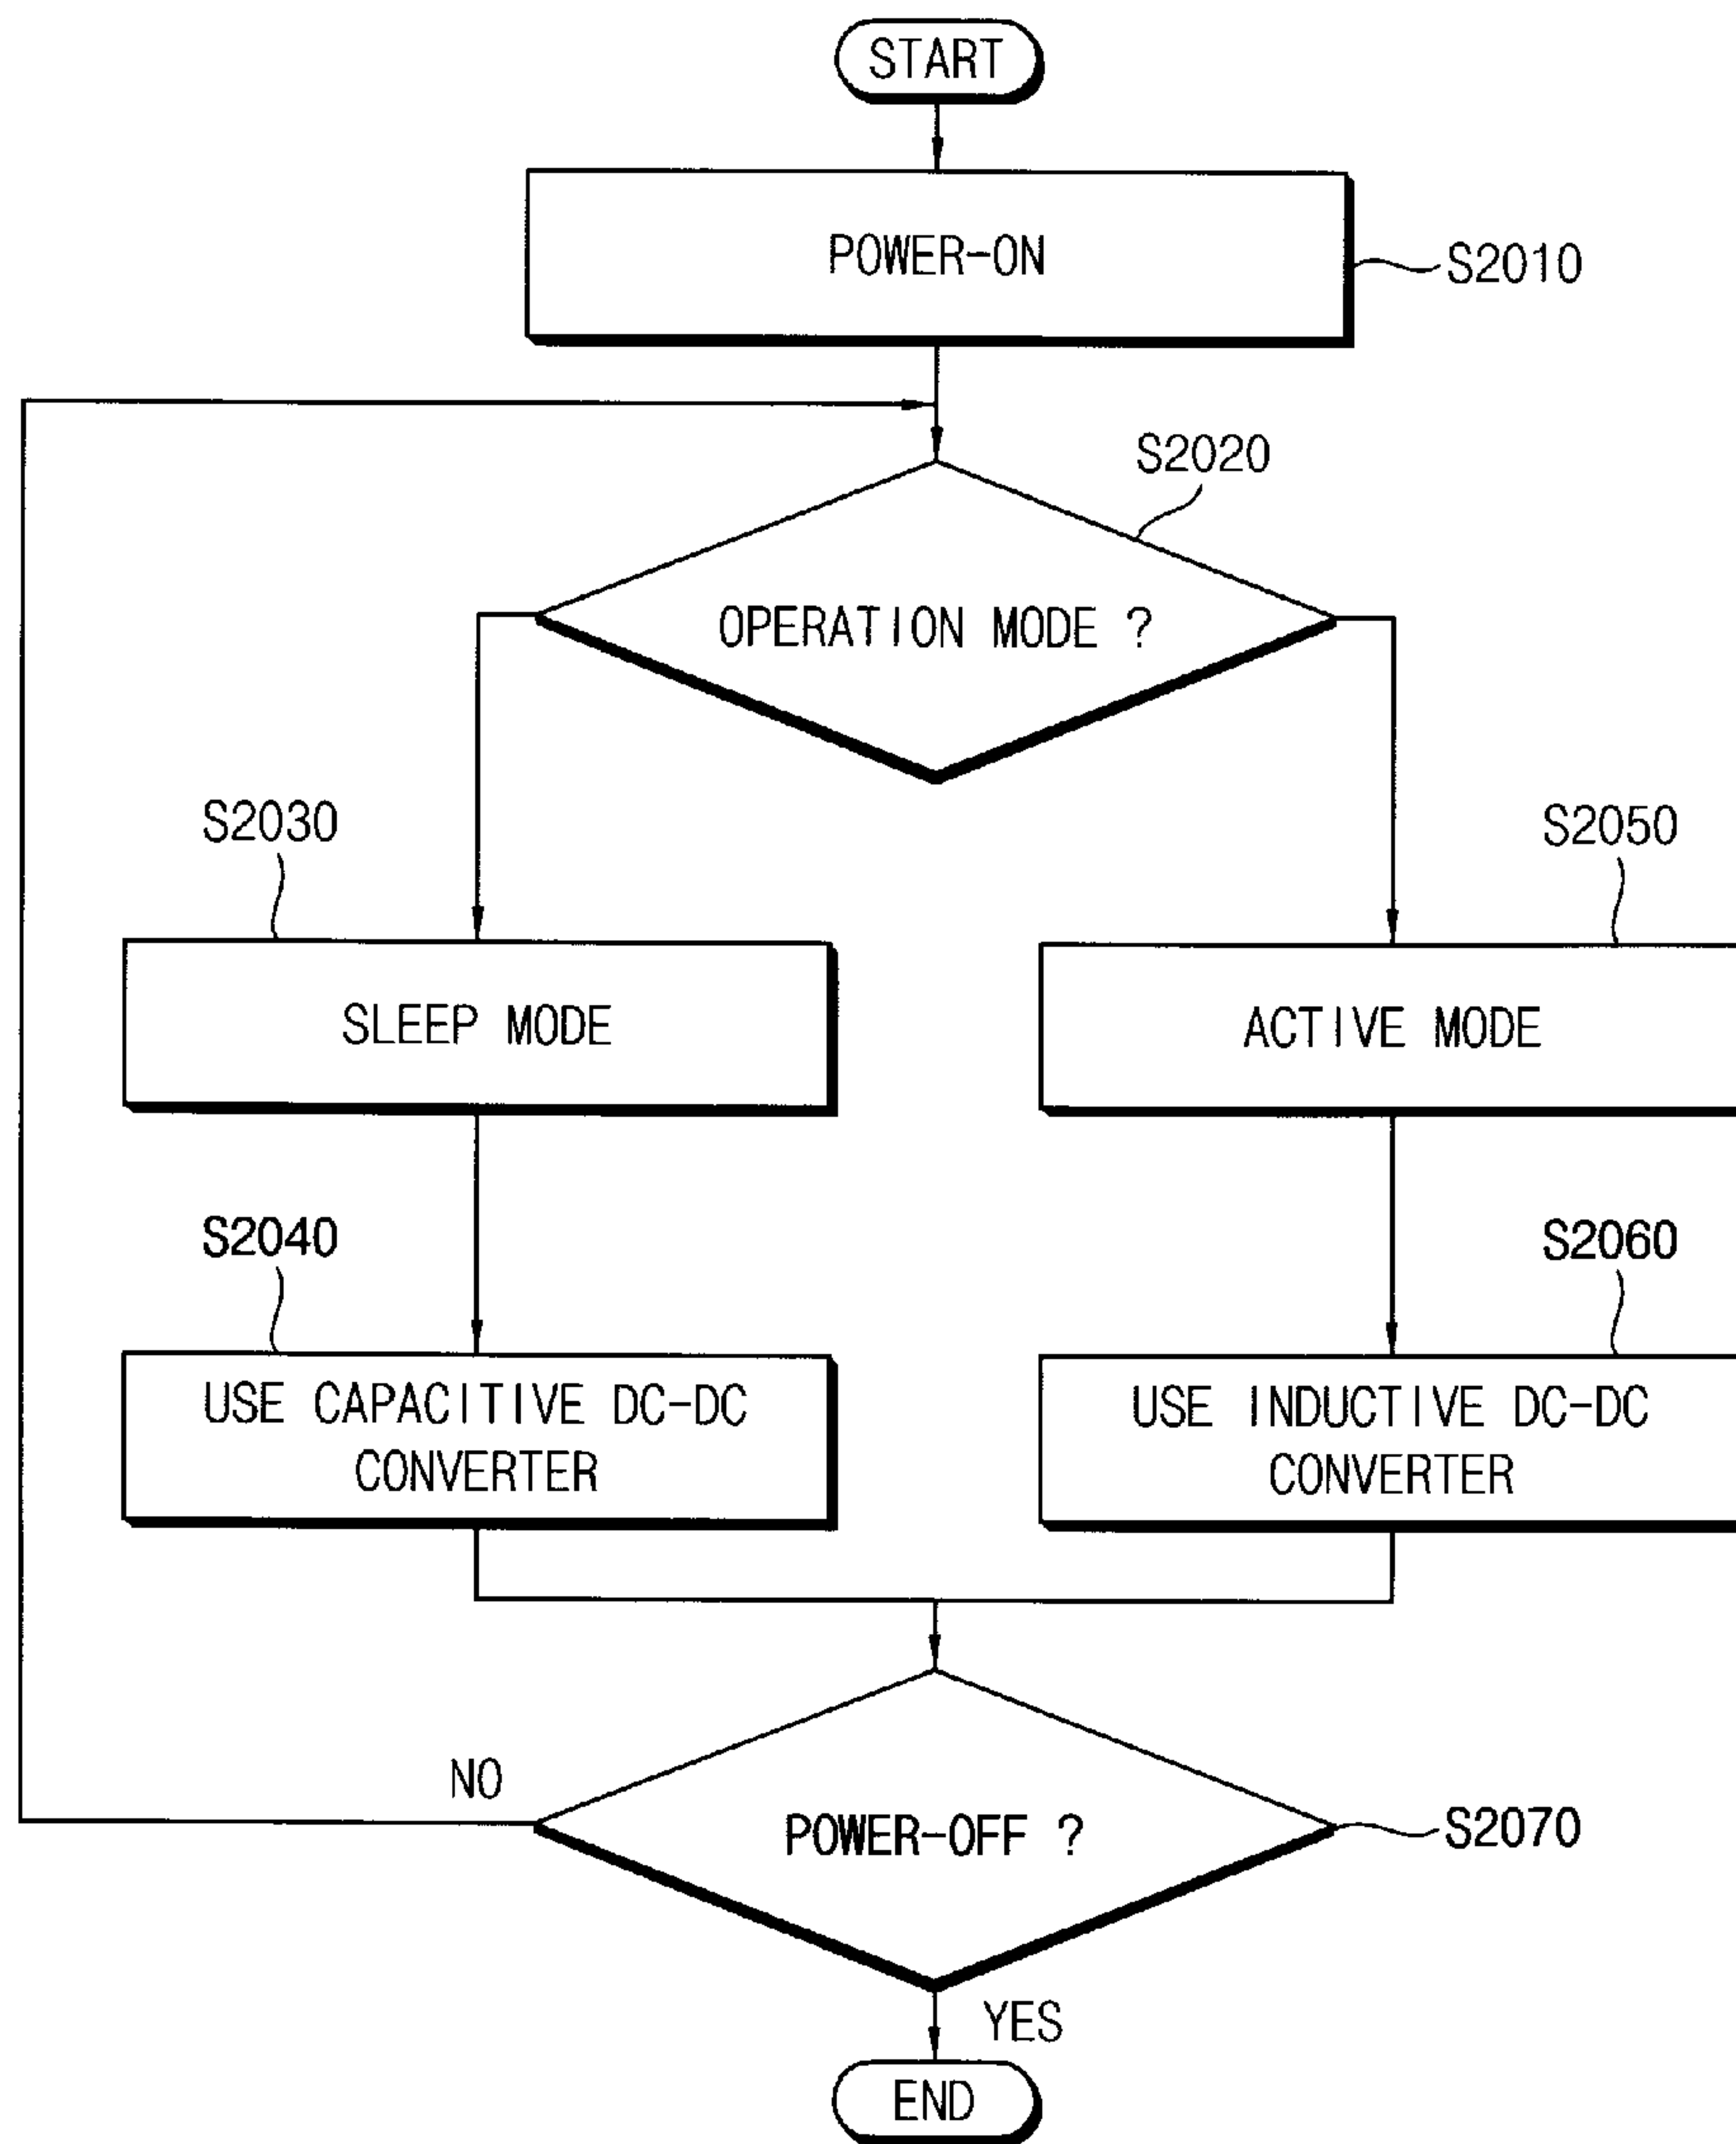 START
POWER-ON
S2010
S2020
OPERATION MODE ?
S2030
S2050
SLEEP MODE
ACTIVE MODE
S2040
S2060
USE CAPACITIVE DC-DC
CONVERTER
USE INDUCTIVE DC-DC
CONVERTER
NO
POWER-OFF ?
S2070
YES
END